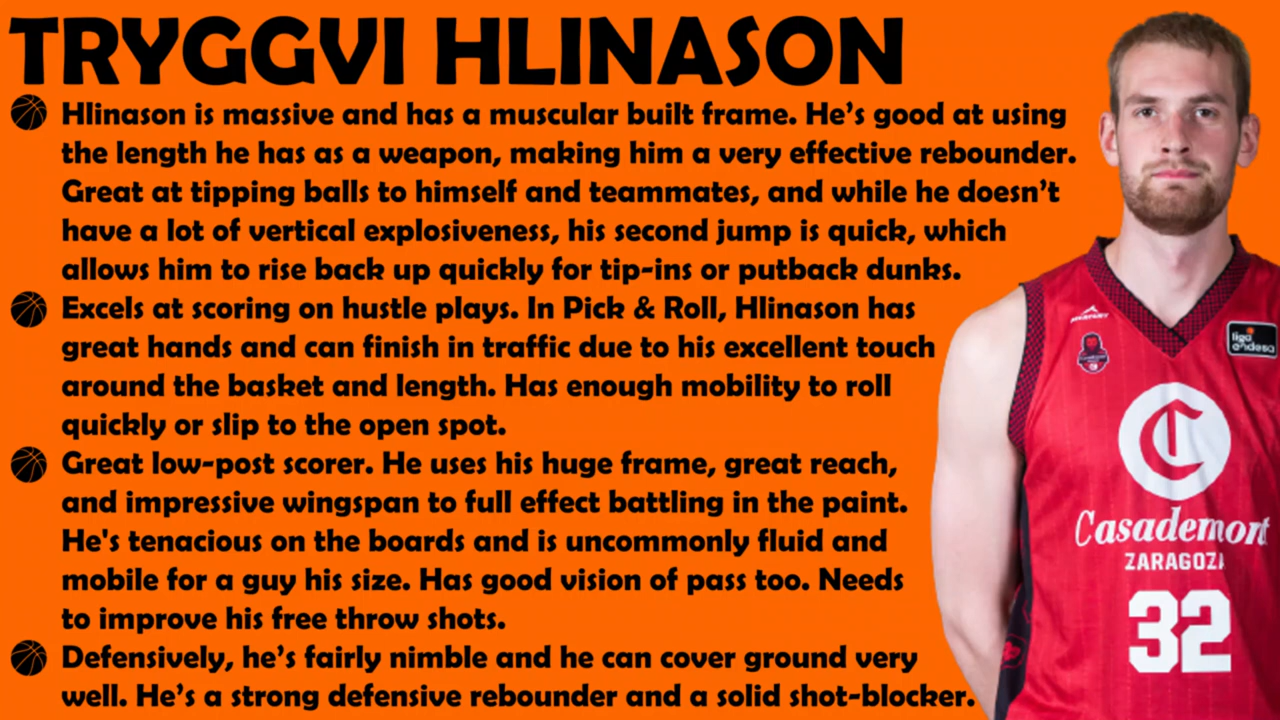 TRYGGVI HLINASON
Hlinason is massive and has a muscular built frame. He’s good at using
the length he has as a weapon, making him a very effective rebounder.
Great at tipping balls to himself and teammates, and while he doesn’t
have a lot of vertical explosiveness, his second jump is quick, which
allows him to rise back up quickly for tip-ins or putback dunks.
Excels at scoring on hustle plays. In Pick & Roll, Hlinason has
great hands and can finish in traffic due to his excellent touch
around the basket and length. Has enough mobility to roll
quickly or slip to the open spot.
Great low-post scorer. He uses his huge frame, great reach,
and impressive wingspan to full effect battling in the paint.
He's tenacious on the boards and is uncommonly fluid and
mobile for a guy his size. Has good vision of pass too. Needs
to improve his free throw shots.
Defensively, he’s fairly nimble and he can cover ground very
well. He’s a strong defensive rebounder and a solid shot-blocker.
liga
endesa
Casademont
ZARAGOZA
32